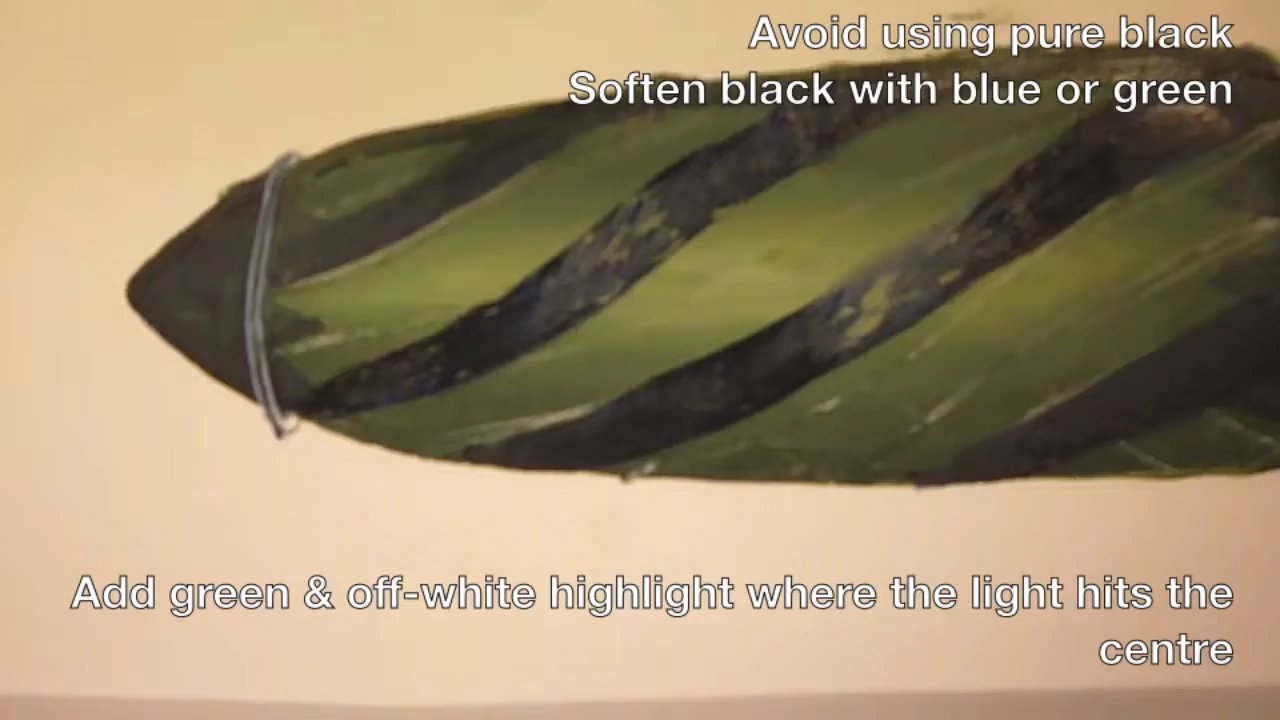 Avoid using pure black
Soften black with blue or green
Add green & off-white highlight where the light hits the
centre